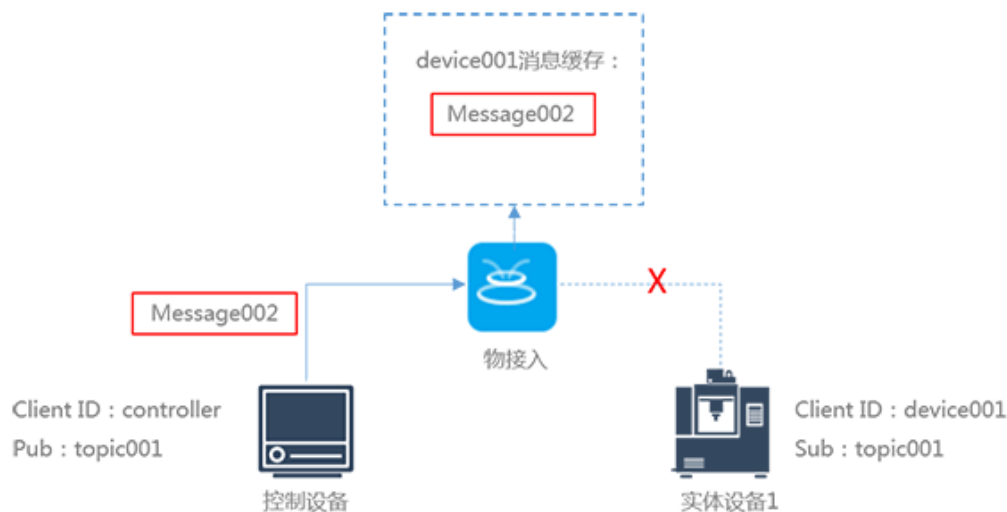 device001消息缓存：
Message002
Message002
物接入
Client ID：controller
Pub：topic001
控制设备
X
Client ID：device001
Sub：topic001
实体设备1